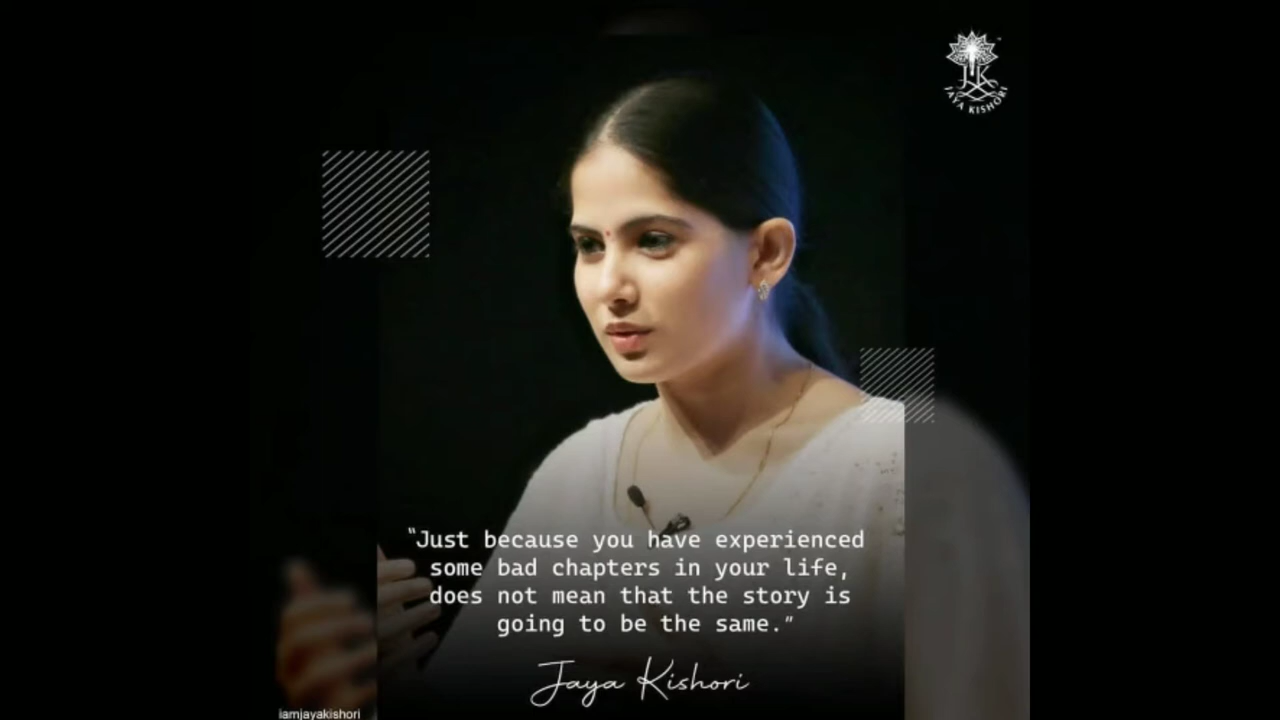 JK
JAYA KISHORI
“Just because you have experienced
some bad chapters in your life,
does not mean that the story is
going to be the same.”
Jaya Kishori
iamjayakishori